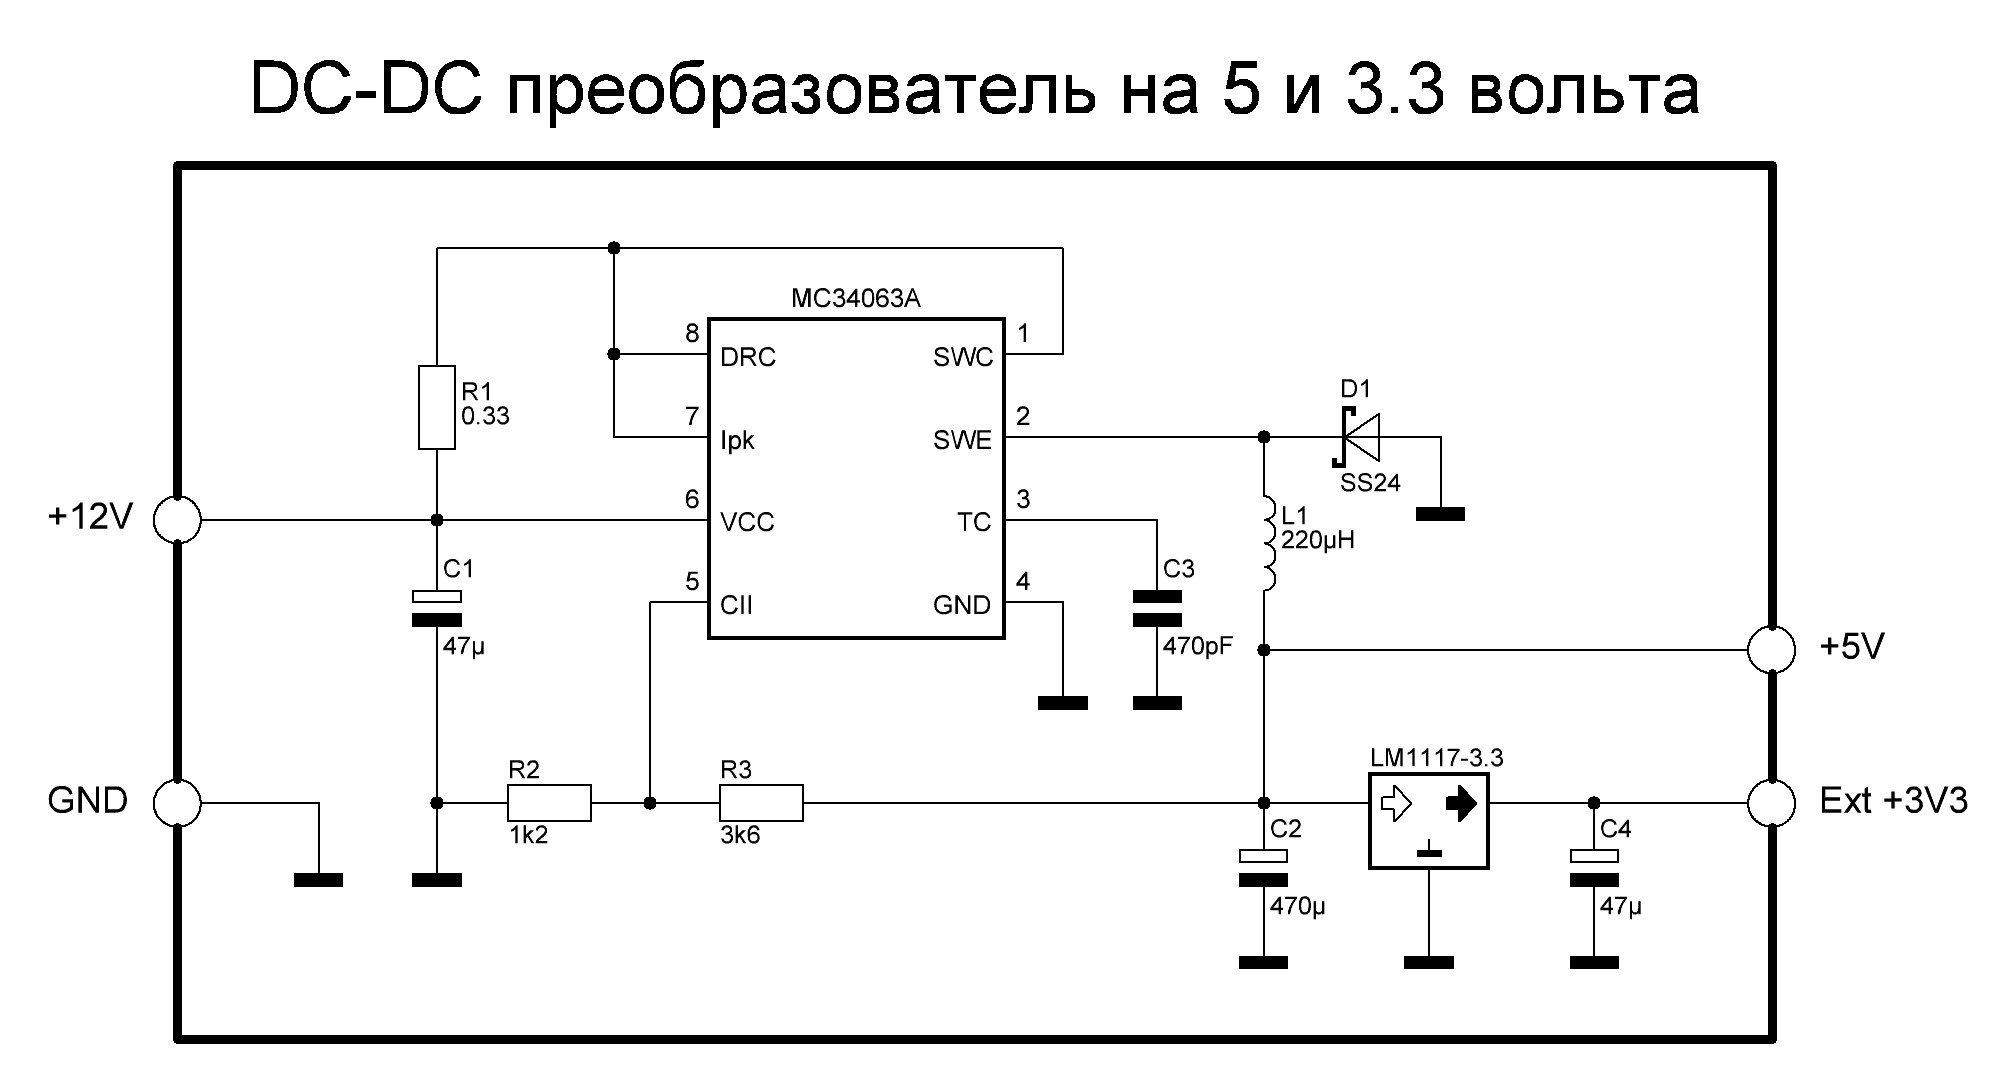 DC-DC преобразователь на 5 и 3.3 вольта
MC34063A
8 DRC SWC 1
R1
0.33
7 Ipk SWE 2
D1
SS24
+12V
6 VCC TC 3
L1
220µH
C1
47µ
5 CII GND 4
C3
470pF
+5V
GND
R2
1k2
R3
3k6
LM1117-3.3
Ext +3V3
C2
470µ
C4
47µ